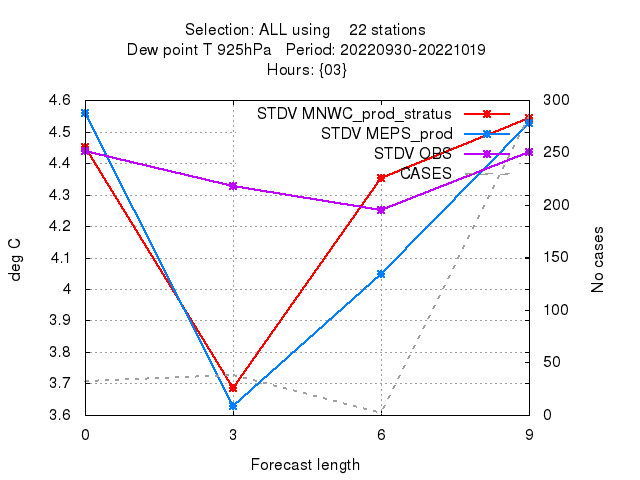 Selection: ALL using 22 stations
Dew point T 925hPa Period: 20220930-20221019
Hours: {03}
4.6
4.5
4.4
4.3
4.2
4.1
4
3.9
3.8
3.7
3.6
deg C
STDV MNWC_prod_stratus
STDV MEPS_prod
STDV OBS
CASES
300
250
200
150
100
50
0
No cases
0 3 6 9
Forecast length